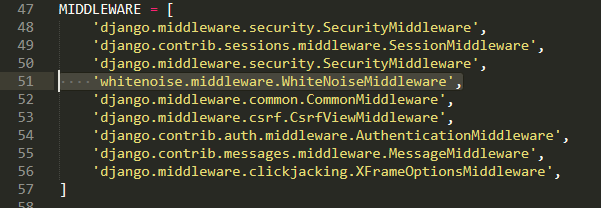 47 MIDDLEWARE = [
48 'django.middleware.security.SecurityMiddleware',
49 'django.contrib.sessions.middleware.SessionMiddleware',
50 'django.middleware.security.SecurityMiddleware',
51 'whitenoise.middleware.WhiteNoiseMiddleware',
52 'django.middleware.common.CommonMiddleware',
53 'django.middleware.csrf.CsrfViewMiddleware',
54 'django.contrib.auth.middleware.AuthenticationMiddleware',
55 'django.contrib.messages.middleware.MessageMiddleware',
56 'django.middleware.clickjacking.XFrameOptionsMiddleware',
57 ]
58